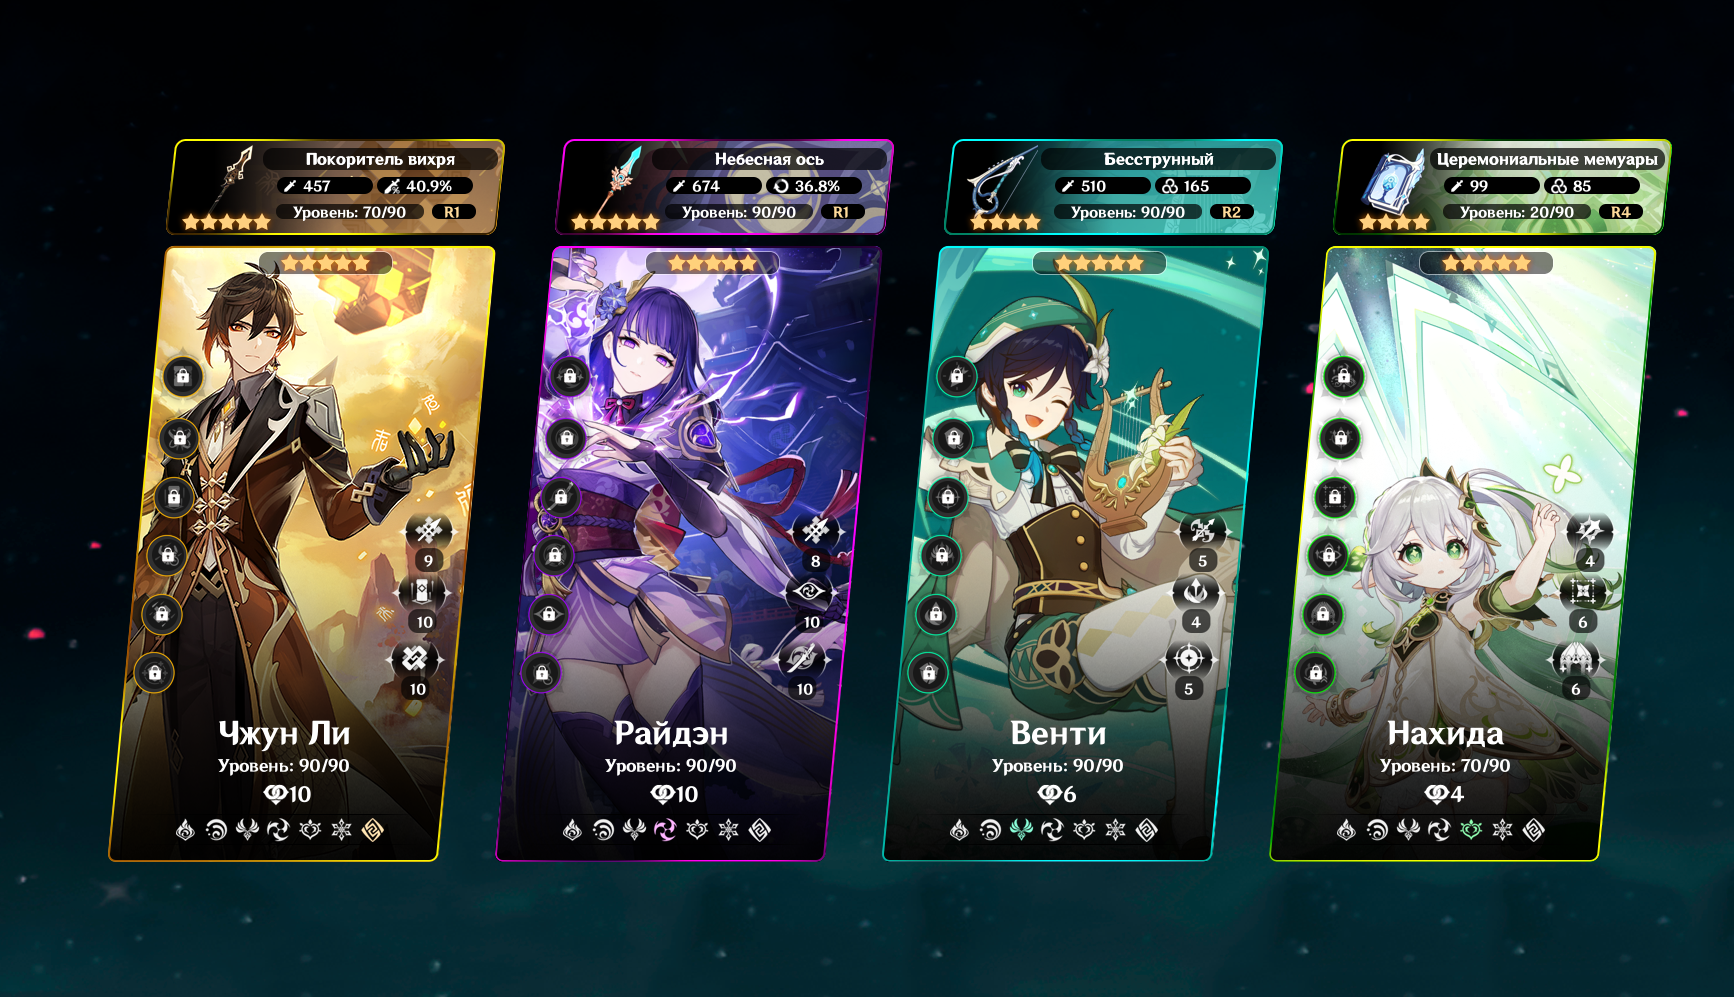 Покоритель вихря
457 40.9%
Уровень: 70/90 R1
Небесная ось
674 36.8%
Уровень: 90/90 R1
Бесструнный
510 165
Уровень: 90/90 R2
Церемониальные мемуары
99 85
Уровень: 20/90 R4
9
10
10
Чжун Ли
Уровень: 90/90
10
8
10
10
Райдэн
Уровень: 90/90
10
5
4
5
Венти
Уровень: 90/90
6
4
6
6
Нахида
Уровень: 70/90
4